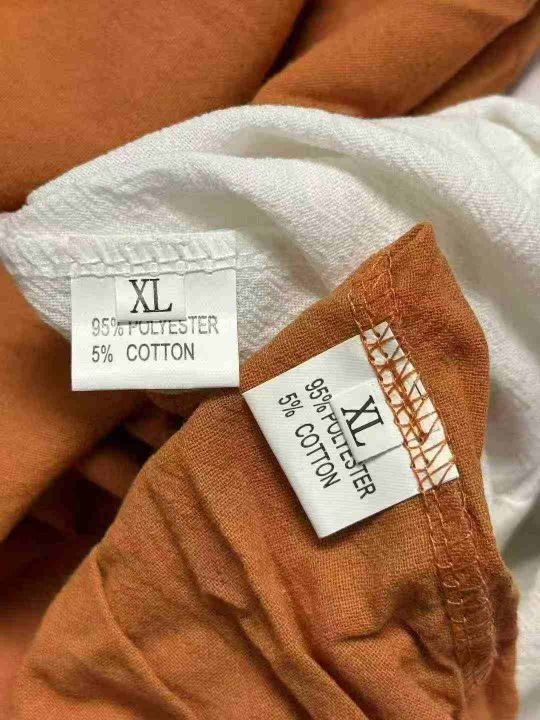 XL
95% POLYESTER
5% COTTON
XL
95% POLYESTER
5% COTTON